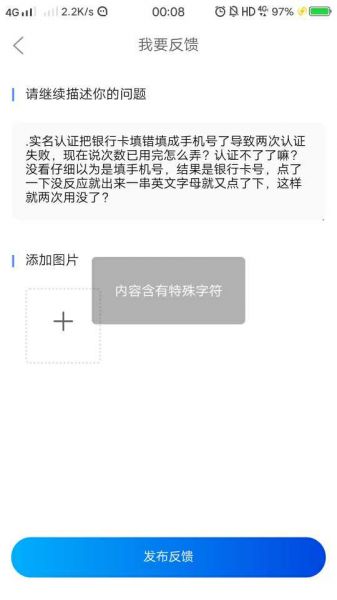 4G 2.2K/s 00:08 HD 4G 97%
我要反馈
请继续描述你的问题
.实名认证把银行卡填错填成手机号了导致两次认证
失败，现在说次数已用完怎么弄？认证不了了嘛？
没看仔细以为是填手机号，结果是银行卡号，点了
一下没反应就出来一串英文字母就又点了下，这样
就两次用没了？
添加图片
内容含有特殊字符
发布反馈